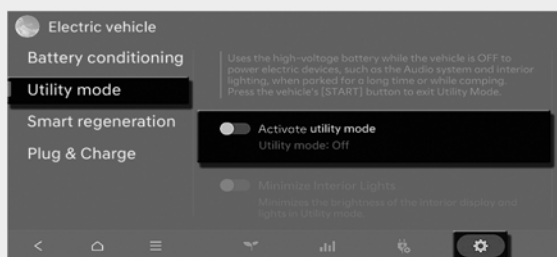 Electric vehicle
Battery conditioning
Utility mode
Smart regeneration
Plug & Charge
Uses the high-voltage battery while the vehicle is OFF to
power electric devices, such as the Audio system and interior
lighting, when parked for a long time or while camping.
Press the vehicle's [START] button to exit Utility Mode.
Activate utility mode
Utility mode: Off
Minimize Interior Lights
Minimizes the brightness of the interior display and
lights in Utility mode.